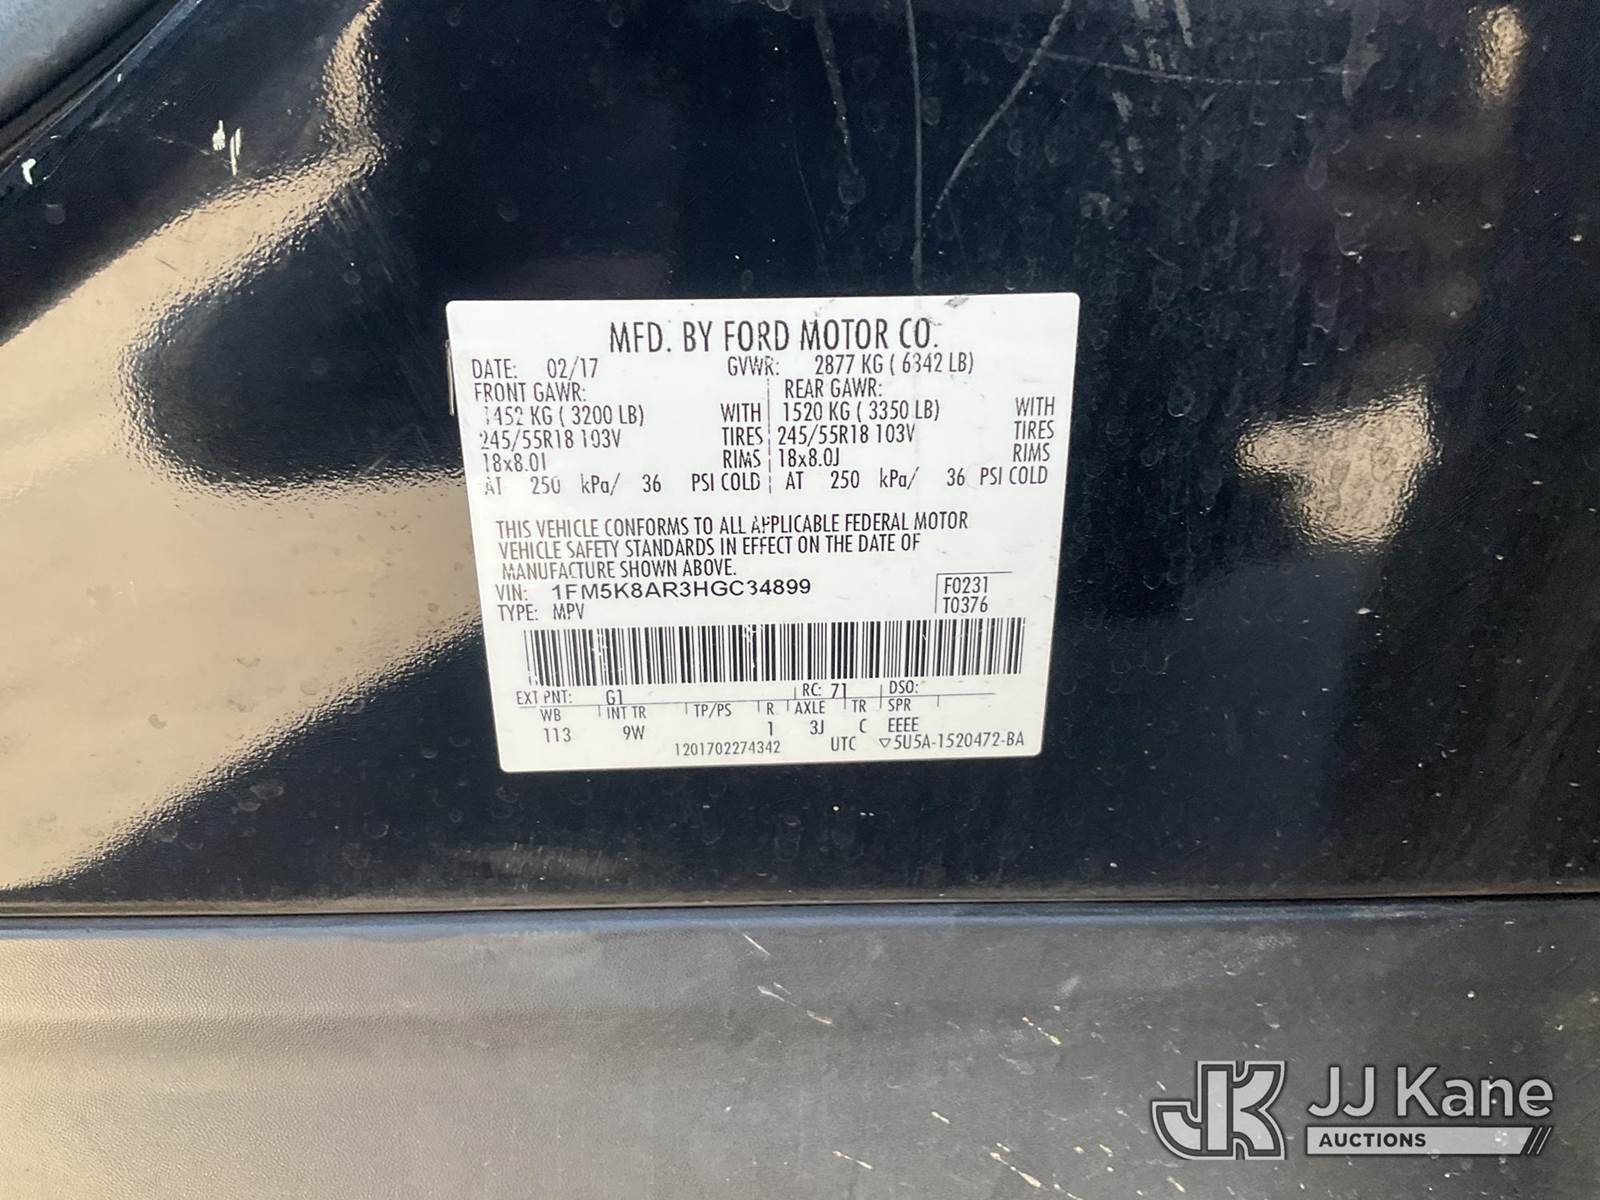 MFD. BY FORD MOTOR CO.
DATE: 02/17 GVWR: 2877 KG ( 6342 LB)
FRONT GAWR: REAR GAWR:
1452 KG ( 3200 LB) WITH 1520 KG ( 3350 LB) WITH
245/55R18 103V TIRES 245/55R18 103V TIRES
18x8.0J RIMS 18x8.0J RIMS
AT 250 kPa/ 36 PSI COLD AT 250 kPa/ 36 PSI COLD
THIS VEHICLE CONFORMS TO ALL APPLICABLE FEDERAL MOTOR
VEHICLE SAFETY STANDARDS IN EFFECT ON THE DATE OF
MANUFACTURE SHOWN ABOVE.
VIN: 1FM5K8AR3HGC34899 F0231
TYPE: MPV T0376
EXT PNT: G1 RC: 71 DSO:
WB INT TR TP/PS R AXLE TR SPR
113 9W 1 3J C EEEE
1201702274342 UTC ▽5U5A-1520472-BA
JK JJ Kane
AUCTIONS